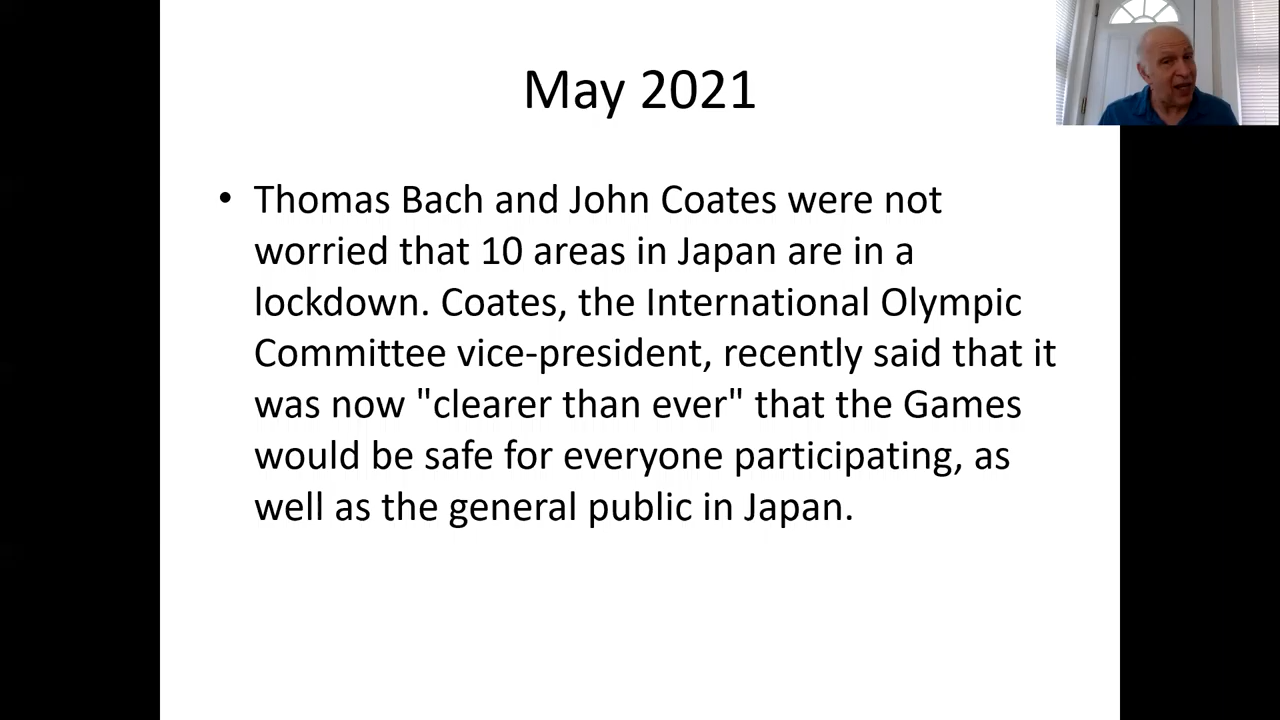 May 2021
• Thomas Bach and John Coates were not
worried that 10 areas in Japan are in a
lockdown. Coates, the International Olympic
Committee vice-president, recently said that it
was now "clearer than ever" that the Games
would be safe for everyone participating, as
well as the general public in Japan.